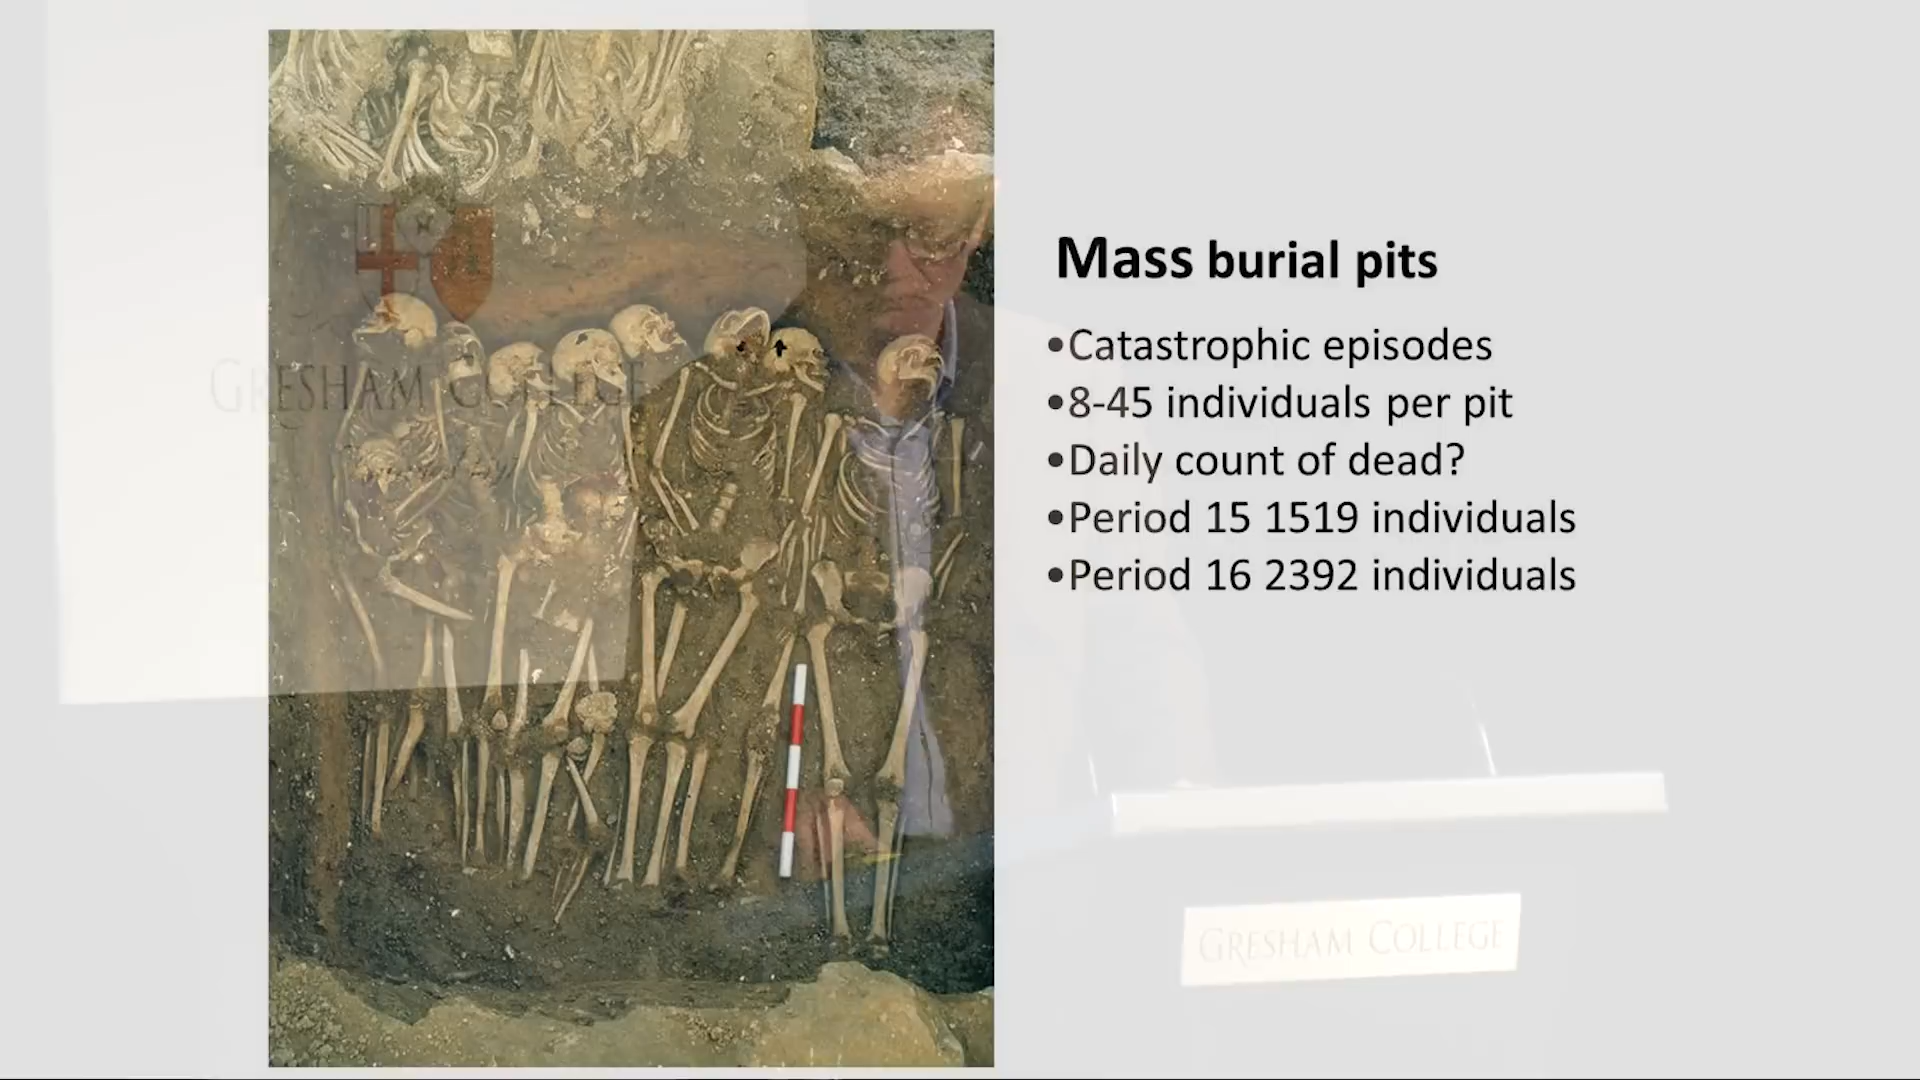 GRESHAM COLLEGE
Mass burial pits
•Catastrophic episodes
•8-45 individuals per pit
•Daily count of dead?
•Period 15 1519 individuals
•Period 16 2392 individuals
GRESHAM COLLEGE